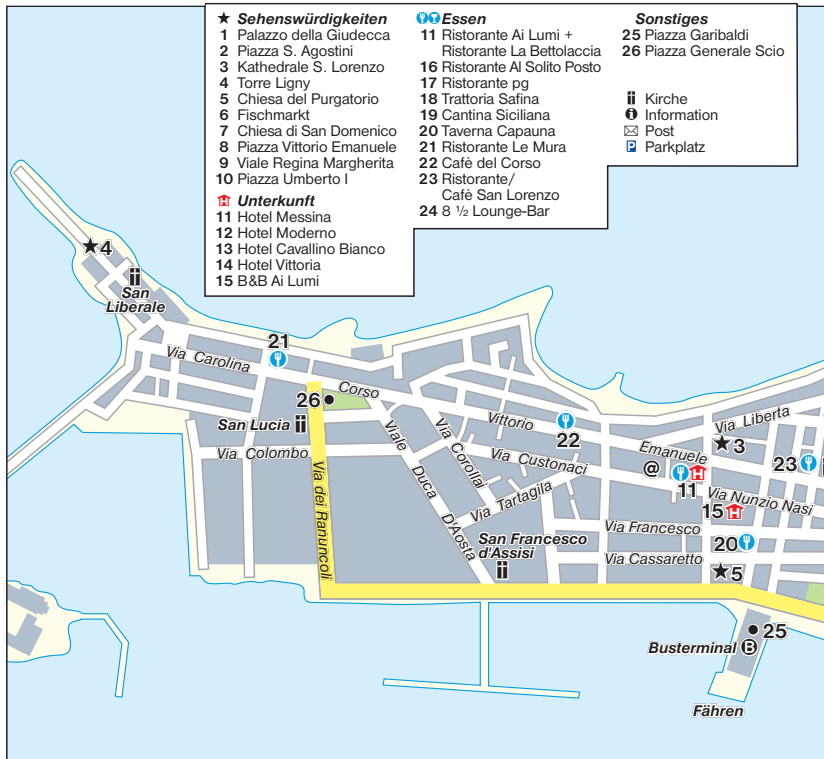 ★ Sehenswürdigkeiten
1 Palazzo della Giudecca
2 Piazza S. Agostini
3 Kathedrale S. Lorenzo
4 Torre Ligny
5 Chiesa del Purgatorio
6 Fischmarkt
7 Chiesa di San Domenico
8 Piazza Vittorio Emanuele
9 Viale Regina Margherita
10 Piazza Umberto I
H Unterkunft
11 Hotel Messina
12 Hotel Moderno
13 Hotel Cavallino Bianco
14 Hotel Vittoria
15 B&B Ai Lumi
Essen
11 Ristorante Ai Lumi +
Ristorante La Bettolaccia
16 Ristorante Al Solito Posto
17 Ristorante pg
18 Trattoria Safina
19 Cantina Siciliana
20 Taverna Capauna
21 Ristorante Le Mura
22 Cafè del Corso
23 Ristorante/
Cafè San Lorenzo
24 8 ½ Lounge-Bar
Sonstiges
25 Piazza Garibaldi
26 Piazza Generale Scio
Kirche
i Information
Post
P Parkplatz
4
San
Liberale
21
Via Carolina
26
Corso
San Lucia
Via Colombo
Via dei Ranuncoli
Viale Duca D'Aosta
Via Corollai
Vittorio
22
Emanuele
Via Liberta
3
23
Via Custonaci
@
11
H
Via Nunzio Nasi
15
H
Via Tartaglia
Via Francesco
20
San Francesco
d'Assisi
Via Cassaretto
5
25
Busterminal B
Fähren